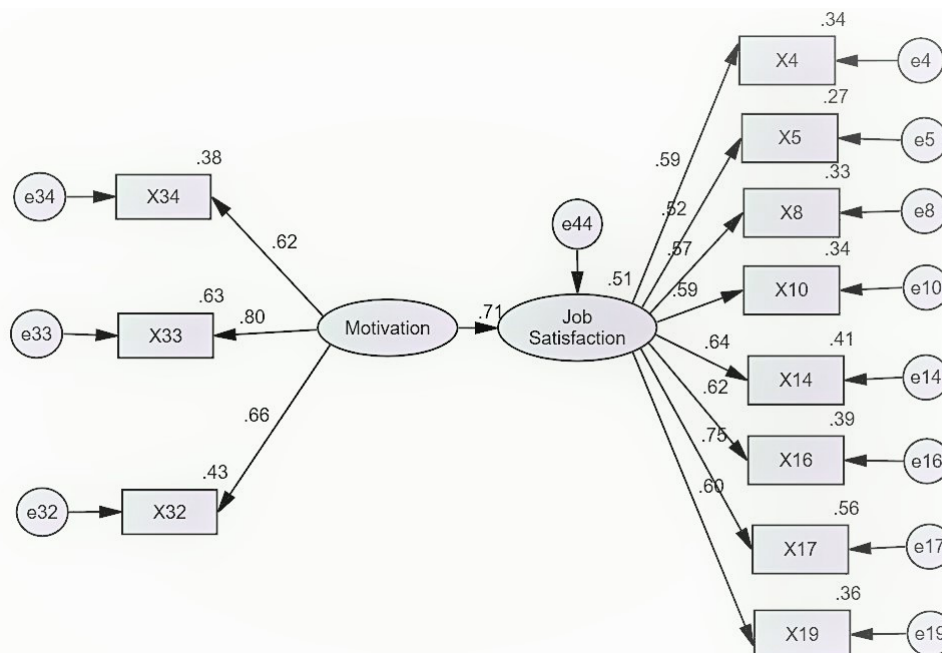 .34
X4
e4
.27
X5
e5
.59
.38
.33
e34
X34
X8
e8
.52
e44
.57
.62
.34
.51
.59
X10
e10
.63
.80
.71
e33
X33
Motivation
Job
Satisfaction
.64
.41
X14
e14
.62
.66
.39
.75
X16
e16
.43
.60
e32
X32
.56
X17
e17
.36
X19
e19